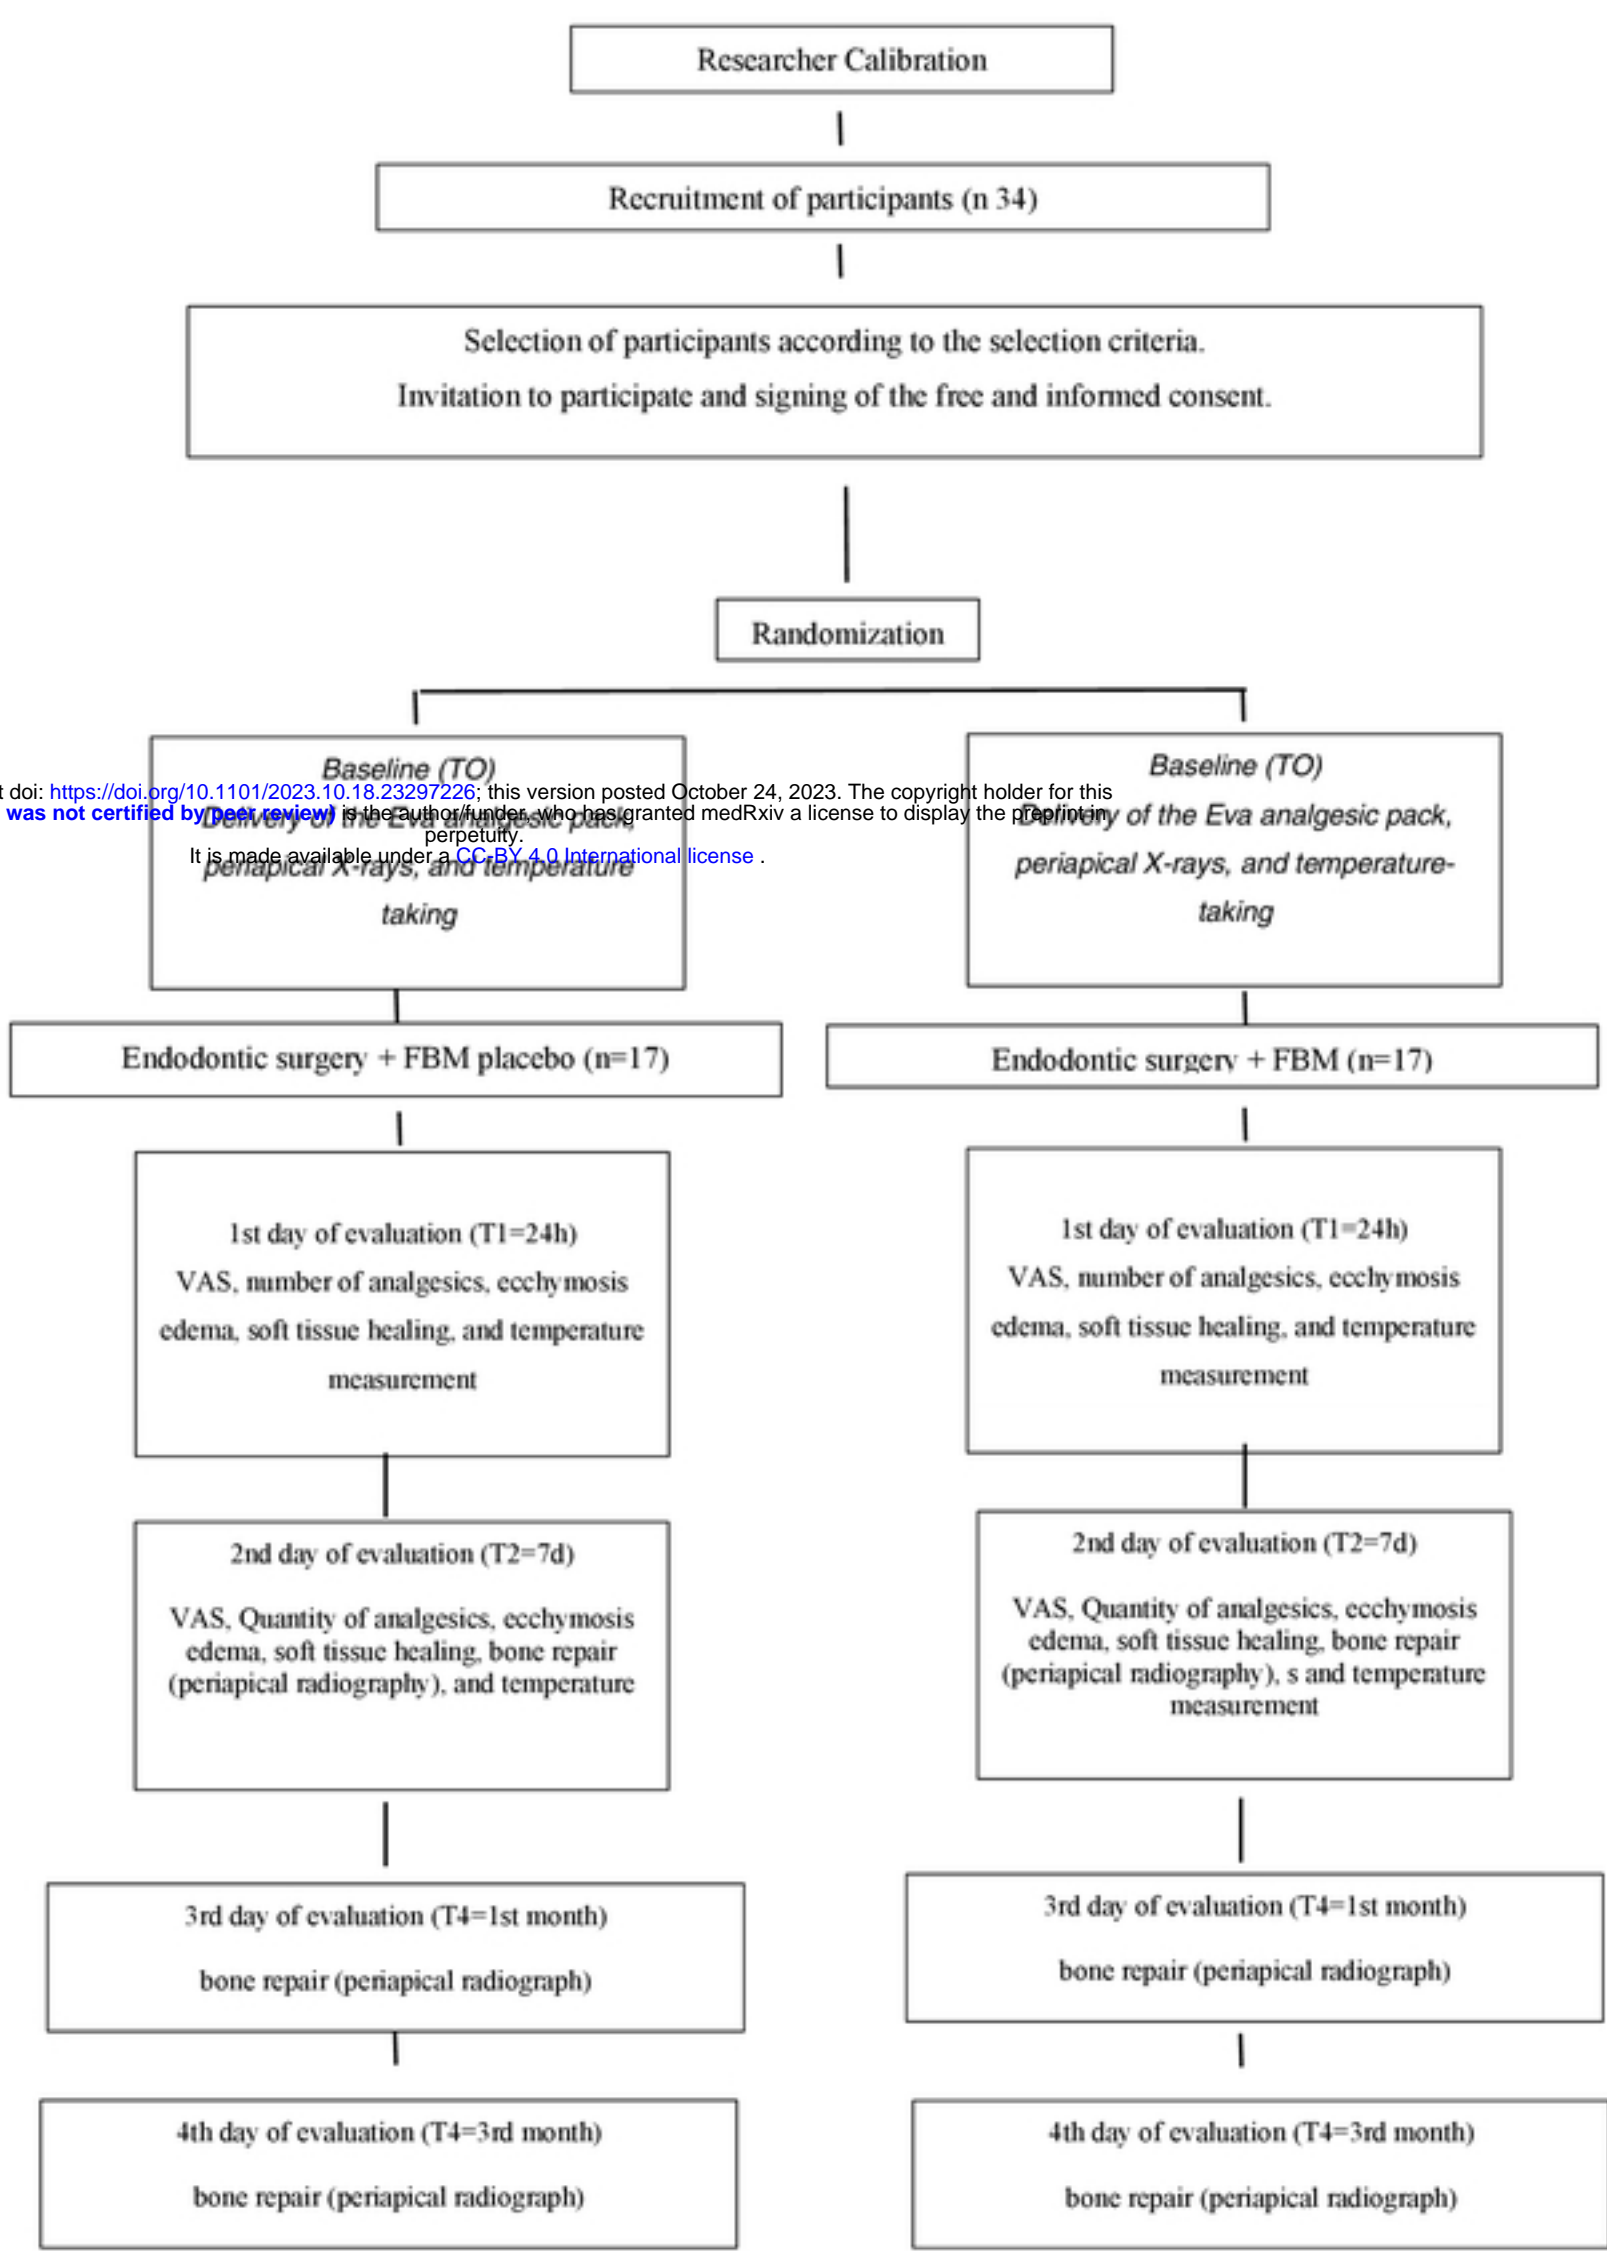 Researcher Calibration
Recruitment of participants (n 34)
Selection of participants according to the selection criteria.
Invitation to participate and signing of the free and informed consent.
Randomization
Baseline (TO)
Delivery of the Eva analgesic pack,
periapical X-rays, and temperature
taking
Baseline (TO)
Delivery of the Eva analgesic pack,
periapical X-rays, and temperature-
taking
t doi: https://doi.org/10.1101/2023.10.18.23297226; this version posted October 24, 2023. The copyright holder for this
was not certified by peer review) is the author/funder, who has granted medRxiv a license to display the preprint in
perpetuity.
It is made available under a CC-BY 4.0 International license .
Endodontic surgery + FBM placebo (n=17)
Endodontic surgery + FBM (n=17)
1st day of evaluation (T1=24h)
VAS, number of analgesics, ecchymosis
edema, soft tissue healing, and temperature
measurement
1st day of evaluation (T1=24h)
VAS, number of analgesics, ecchymosis
edema, soft tissue healing, and temperature
measurement
2nd day of evaluation (T2=7d)
VAS, Quantity of analgesics, ecchymosis
edema, soft tissue healing, bone repair
(periapical radiography), and temperature
2nd day of evaluation (T2=7d)
VAS, Quantity of analgesics, ecchymosis
edema, soft tissue healing, bone repair
(periapical radiography), s and temperature
measurement
3rd day of evaluation (T4=1st month)
bone repair (periapical radiograph)
3rd day of evaluation (T4=1st month)
bone repair (periapical radiograph)
4th day of evaluation (T4=3rd month)
bone repair (periapical radiograph)
4th day of evaluation (T4=3rd month)
bone repair (periapical radiograph)